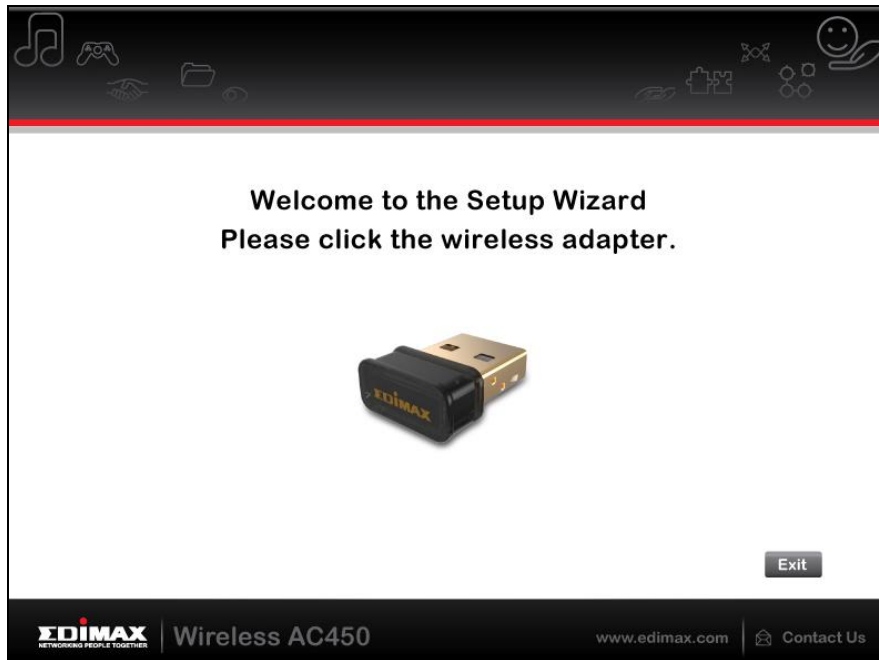 Welcome to the Setup Wizard
Please click the wireless adapter.
EDIMAX
Exit
EDIMAX
NETWORKING PEOPLE TOGETHER
Wireless AC450
www.edimax.com
Contact Us